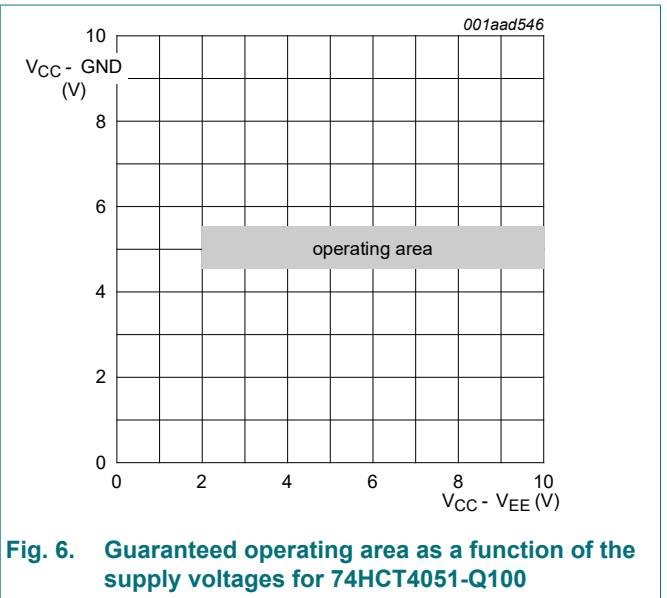 001aad546
10
VCC - GND
(V)
8
6
operating area
4
2
0
0 2 4 6 8 10
VCC - VEE (V)
Fig. 6. Guaranteed operating area as a function of the
supply voltages for 74HCT4051-Q100